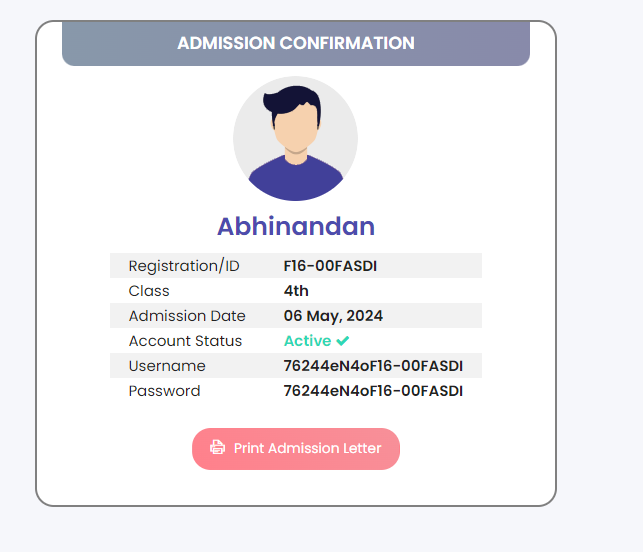 ADMISSION CONFIRMATION
Abhinandan
Registration/ID F16-00FASDI
Class 4th
Admission Date 06 May, 2024
Account Status Active ✔
Username 76244eN4oF16-00FASDI
Password 76244eN4oF16-00FASDI
Print Admission Letter